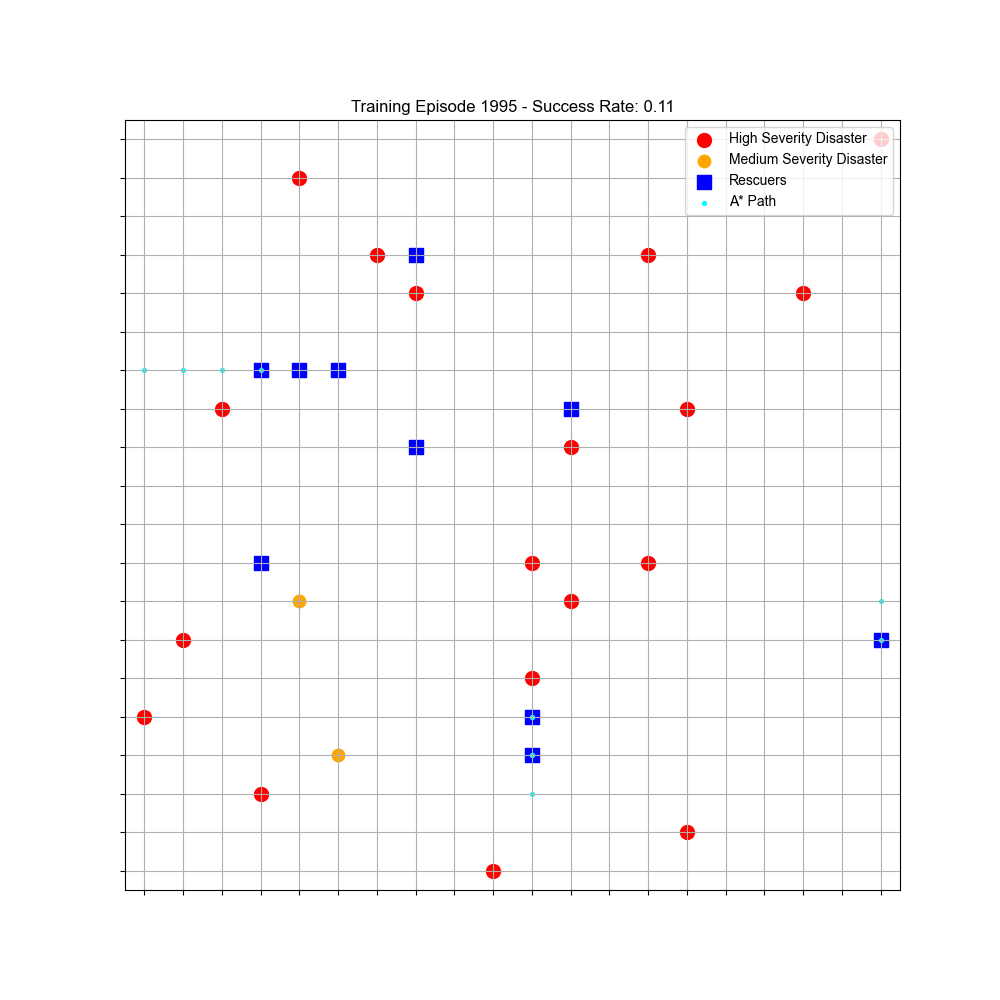 Training Episode 1995 - Success Rate: 0.11
High Severity Disaster
Medium Severity Disaster
Rescuers
A* Path